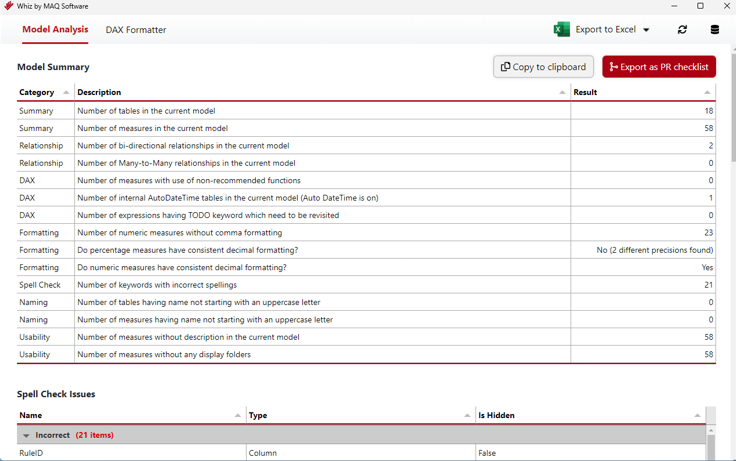 Whiz by MAQ Software
Model Analysis DAX Formatter Export to Excel
Model Summary Copy to clipboard Export as PR checklist
Category Description Result
Summary Number of tables in the current model 18
Summary Number of measures in the current model 58
Relationship Number of bi-directional relationships in the current model 2
Relationship Number of Many-to-Many relationships in the current model 0
DAX Number of measures with use of non-recommended functions 0
DAX Number of internal AutoDateTime tables in the current model (Auto DateTime is on) 1
DAX Number of expressions having TODO keyword which need to be revisited 0
Formatting Number of numeric measures without comma formatting 23
Formatting Do percentage measures have consistent decimal formatting? No (2 different precisions found)
Formatting Do numeric measures have consistent decimal formatting? Yes
Spell Check Number of keywords with incorrect spellings 21
Naming Number of tables having name not starting with an uppercase letter 0
Naming Number of measures having name not starting with an uppercase letter 0
Usability Number of measures without description in the current model 58
Usability Number of measures without any display folders 58
Spell Check Issues
Name Type Is Hidden
Incorrect (21 items)
RuleID Column False